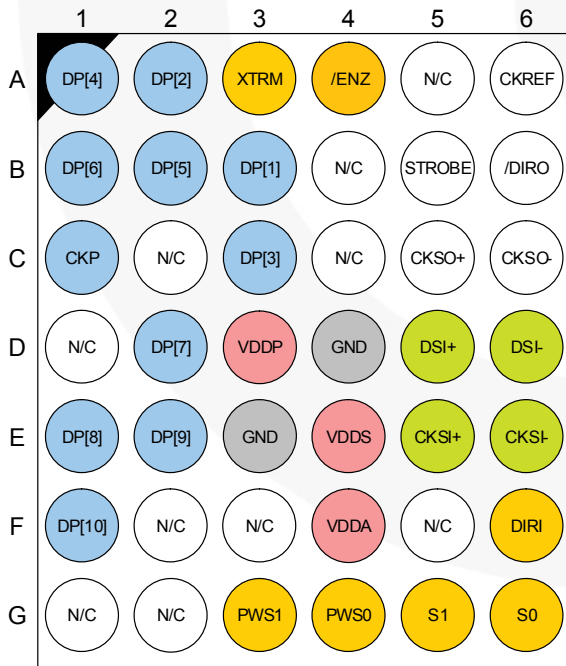 1 2 3 4 5 6
A DP[4] DP[2] XTRM /ENZ N/C CKREF
B DP[6] DP[5] DP[1] N/C STROBE /DIRO
C CKP N/C DP[3] N/C CKSO+ CKSO-
D N/C DP[7] VDDP GND DSI+ DSI-
E DP[8] DP[9] GND VDDS CKSI+ CKSI-
F DP[10] N/C N/C VDDA N/C DIRI
G N/C N/C PWS1 PWS0 S1 S0